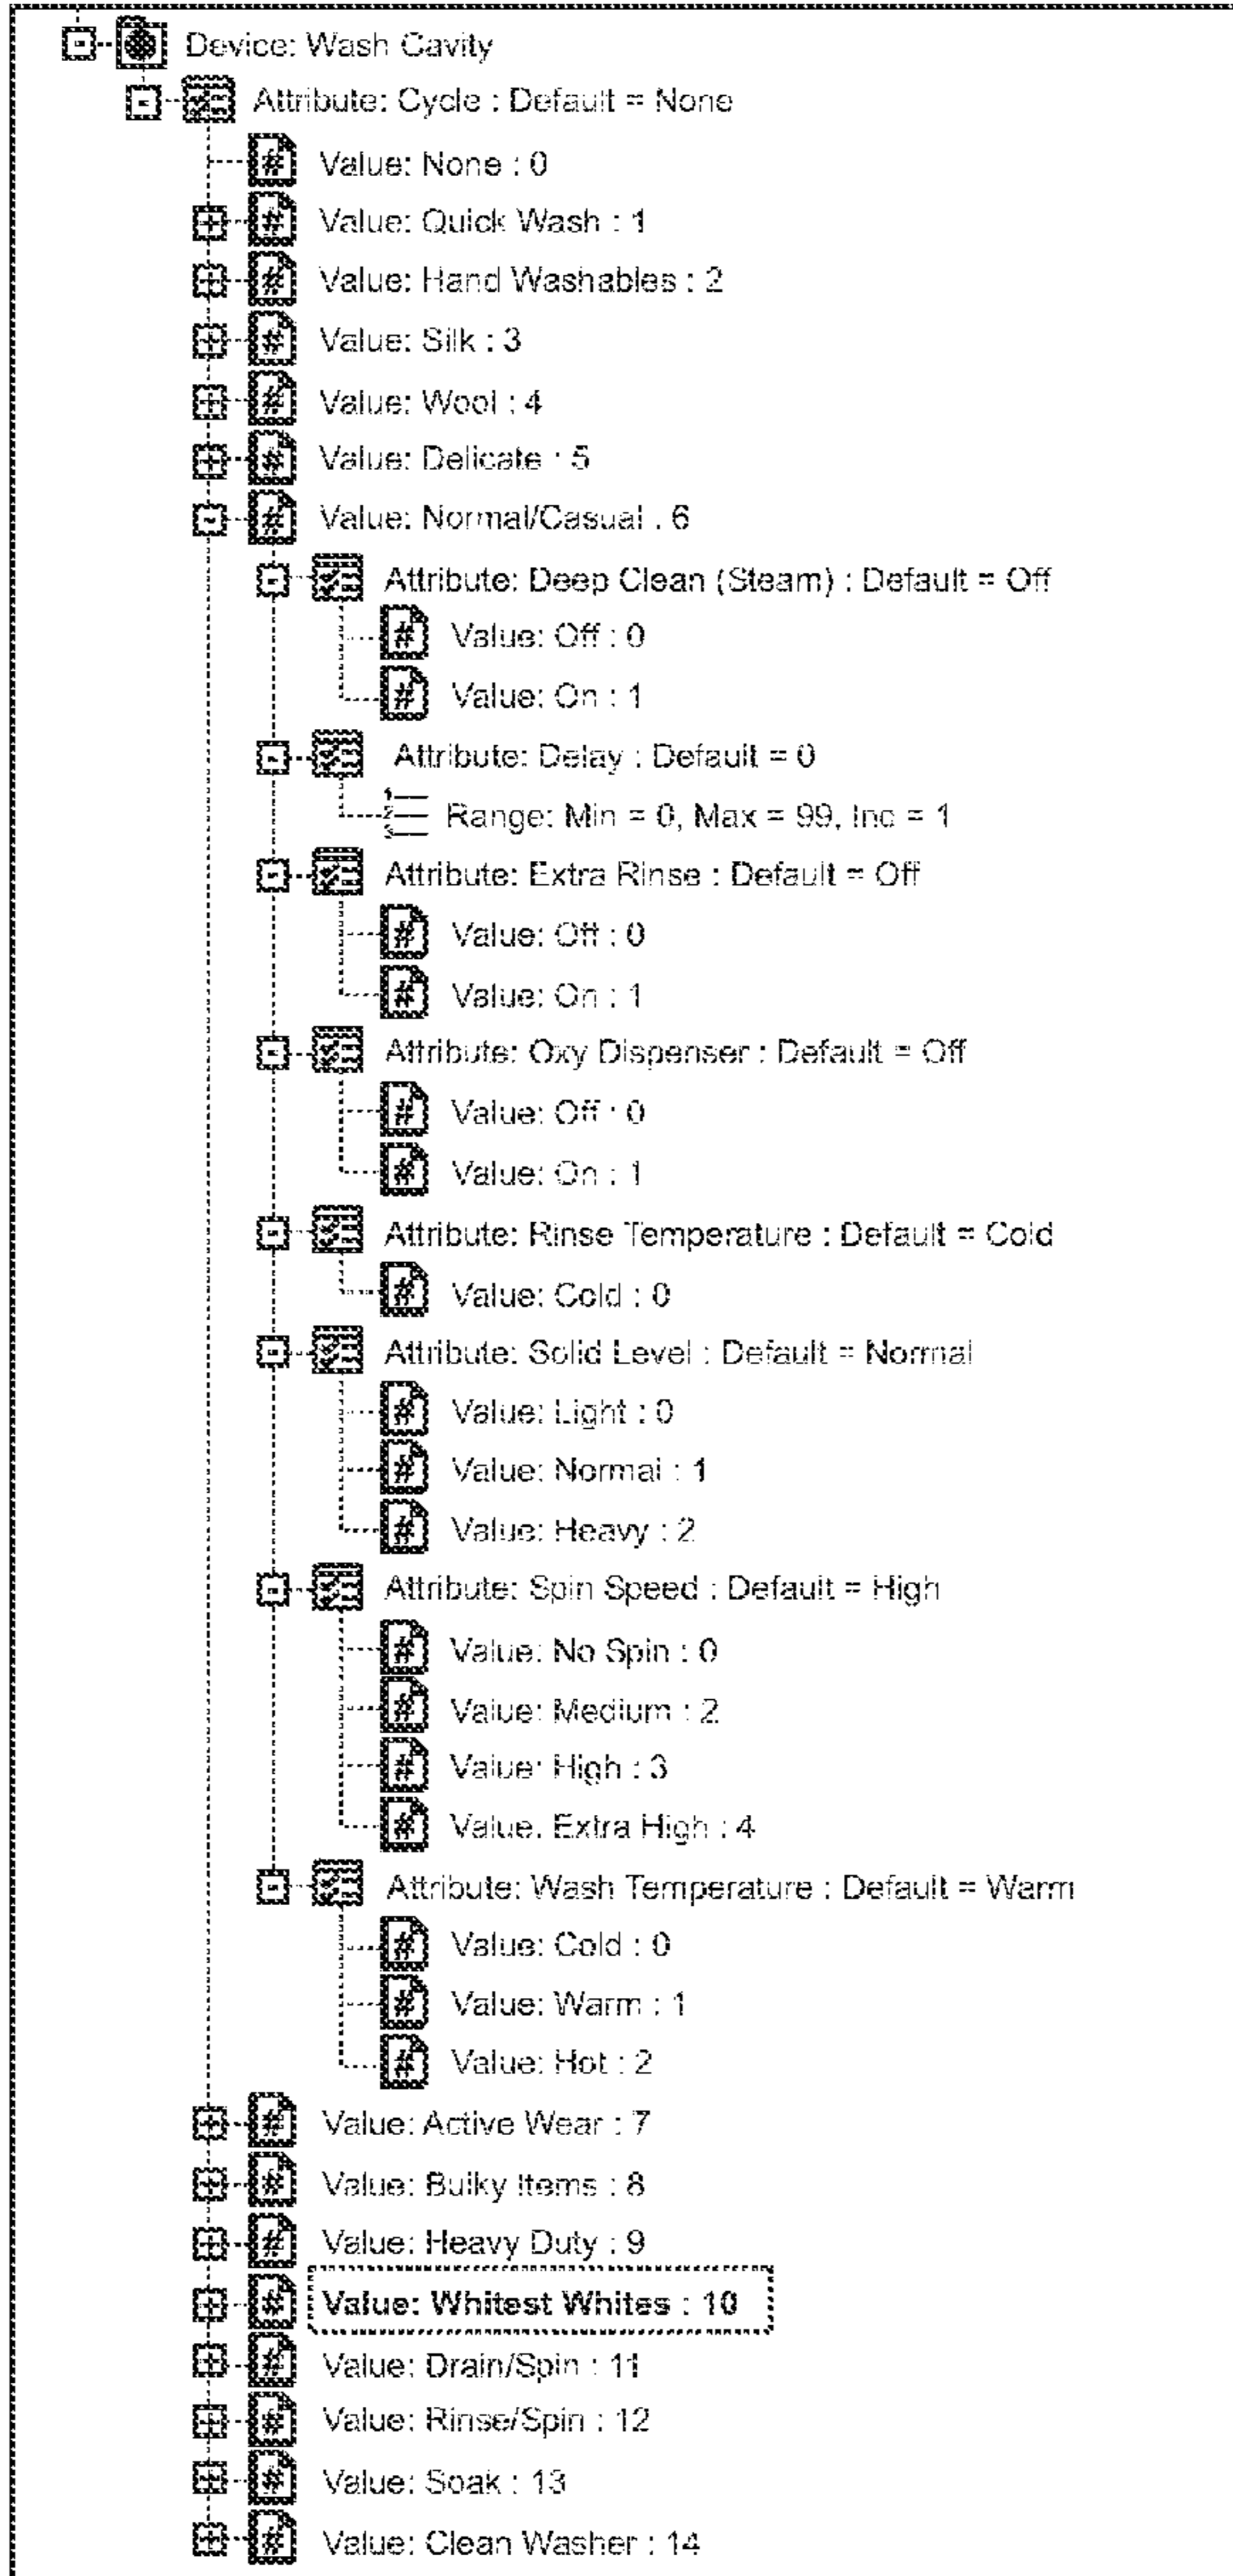 Device: Wash Cavity
Attribute: Cycle : Default = None
Value: None : 0
Value: Quick Wash : 1
Value: Hand Washables : 2
Value: Silk : 3
Value: Wool : 4
Value: Delicate : 5
Value: Normal/Casual : 6
Attribute: Deep Clean (Steam) : Default = Off
Value: Off : 0
Value: On : 1
Attribute: Delay : Default = 0
Range: Min = 0, Max = 99, Inc = 1
Attribute: Extra Rinse : Default = Off
Value: Off : 0
Value: On : 1
Attribute: Oxy Dispenser : Default = Off
Value: Off : 0
Value: On : 1
Attribute: Rinse Temperature : Default = Cold
Value: Cold : 0
Attribute: Solid Level : Default = Normal
Value: Light : 0
Value: Normal : 1
Value: Heavy : 2
Attribute: Spin Speed : Default = High
Value: No Spin : 0
Value: Medium : 2
Value: High : 3
Value: Extra High : 4
Attribute: Wash Temperature : Default = Warm
Value: Cold : 0
Value: Warm : 1
Value: Hot : 2
Value: Active Wear : 7
Value: Bulky Items : 8
Value: Heavy Duty : 9
Value: Whitest Whites : 10
Value: Drain/Spin : 11
Value: Rinse/Spin : 12
Value: Soak : 13
Value: Clean Washer : 14